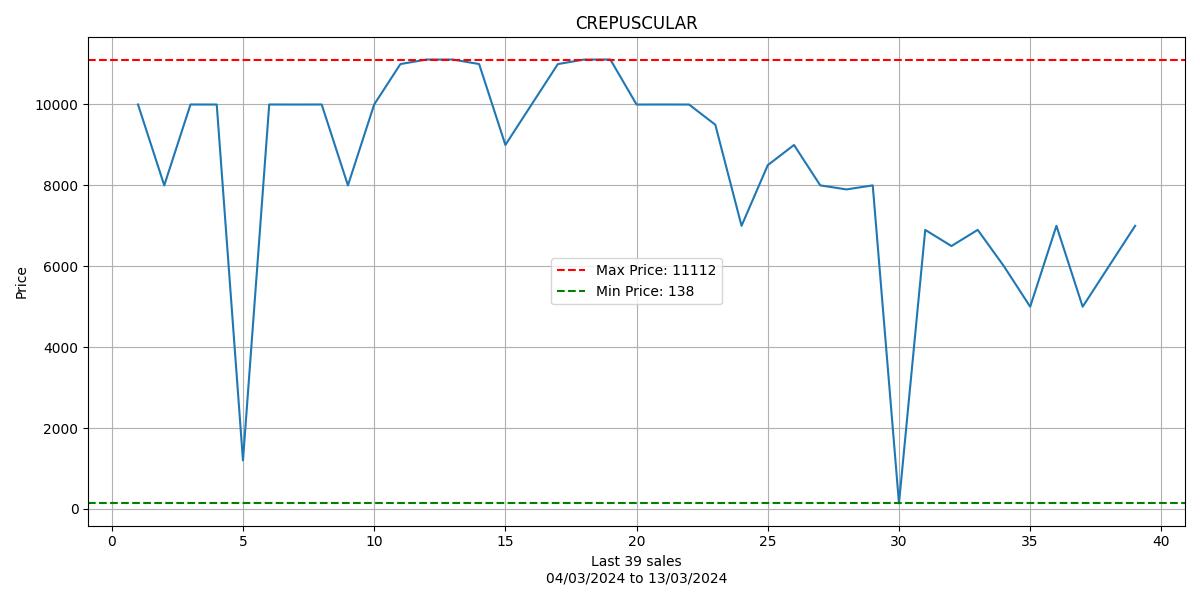 CREPUSCULAR
Price
10000
8000
6000
4000
2000
0
Max Price: 11112
Min Price: 138
0 5 10 15 20 25 30 35 40
Last 39 sales
04/03/2024 to 13/03/2024